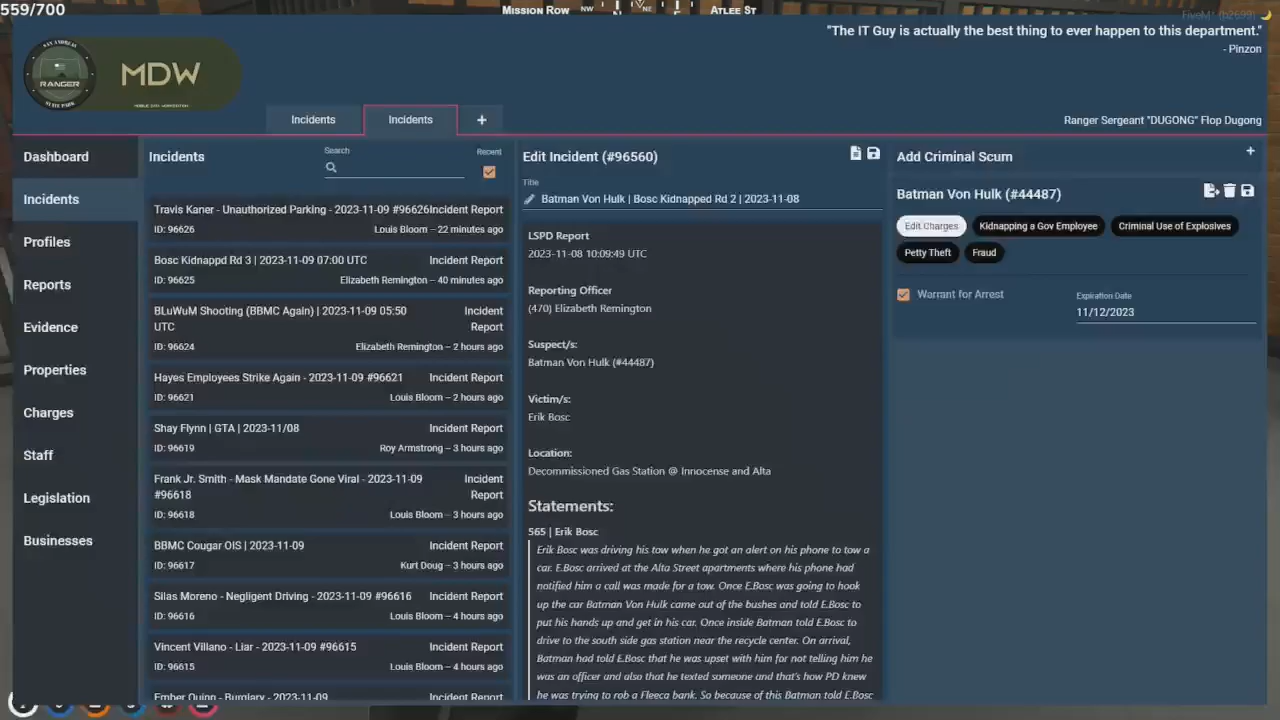 559/700
Mission Row
NW
NE
Atlee St
"The IT Guy is actually the best thing to ever happen to this department."
- Pinzon
SAN ANDREAS
RANGER
STATE PARK
MDW
Incidents
Incidents
+
Ranger Sergeant "DUGONG" Flop Dugong
Dashboard
Incidents
Profiles
Reports
Evidence
Properties
Charges
Staff
Legislation
Businesses
Incidents
Search
Recent
Travis Kaner - Unauthorized Parking - 2023-11-09 #96626Incident Report
ID: 96626 Louis Bloom – 22 minutes ago
Bosc Kidnappd Rd 3 | 2023-11-09 07:00 UTC Incident Report
ID: 96625 Elizabeth Remington – 40 minutes ago
BLuWuM Shooting (BBMC Again) | 2023-11-09 05:50 Incident
UTC Report
ID: 96624 Elizabeth Remington – 2 hours ago
Hayes Employees Strike Again - 2023-11-09 #96621 Incident Report
ID: 96621 Louis Bloom – 2 hours ago
Shay Flynn | GTA | 2023-11/08 Incident Report
ID: 96619 Roy Armstrong – 3 hours ago
Frank Jr. Smith - Mask Mandate Gone Viral - 2023-11-09 Incident
#96618 Report
ID: 96618 Louis Bloom – 3 hours ago
BBMC Cougar OIS | 2023-11-09 Incident Report
ID: 96617 Kurt Doug – 3 hours ago
Silas Moreno - Negligent Driving - 2023-11-09 #96616 Incident Report
ID: 96616 Louis Bloom – 4 hours ago
Vincent Villano - Liar - 2023-11-09 #96615 Incident Report
ID: 96615 Louis Bloom – 4 hours ago
Ember Quinn - Burglary - 2023-11-09 Incident Report
Edit Incident (#96560)
Title
Batman Von Hulk | Bosc Kidnapped Rd 2 | 2023-11-08
LSPD Report
2023-11-08 10:09:49 UTC
Reporting Officer
(470) Elizabeth Remington
Suspect/s:
Batman Von Hulk (#44487)
Victim/s:
Erik Bosc
Location:
Decommissioned Gas Station @ Innocense and Alta
Statements:
565 | Erik Bosc
Erik Bosc was driving his tow when he got an alert on his phone to tow a
car. E.Bosc arrived at the Alta Street apartments where his phone had
notified him a call was made for a tow. Once E.Bosc was going to hook
up the car Batman Von Hulk came out of the bushes and told E.Bosc to
put his hands up and get in his car. Once inside Batman told E.Bosc to
drive to the south side gas station near the recycle center. On arrival,
Batman had told E.Bosc that he was upset with him for not telling him he
was an officer and also that he texted someone and that's how PD knew
he was trying to rob a Fleeca bank. So because of this Batman told E.Bosc
Add Criminal Scum
+
Batman Von Hulk (#44487)
Edit Charges Kidnapping a Gov Employee Criminal Use of Explosives
Petty Theft Fraud
Warrant for Arrest
Expiration Date
11/12/2023